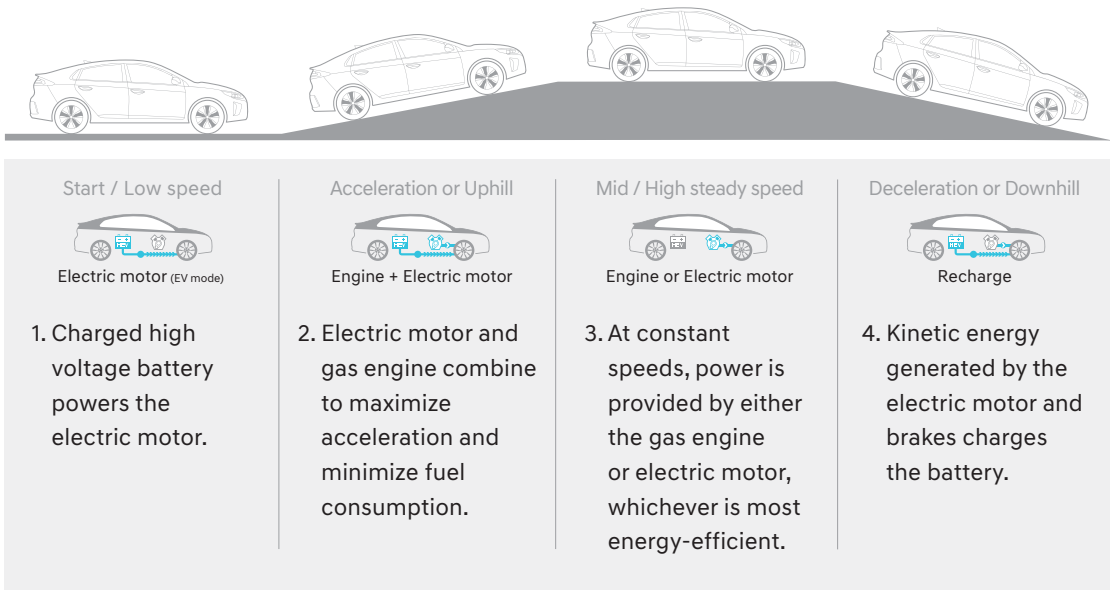 Start / Low speed
Electric motor (EV mode)
1. Charged high
voltage battery
powers the
electric motor.
Acceleration or Uphill
Engine + Electric motor
2. Electric motor and
gas engine combine
to maximize
acceleration and
minimize fuel
consumption.
Mid / High steady speed
Engine or Electric motor
3. At constant
speeds, power is
provided by either
the gas engine
or electric motor,
whichever is most
energy-efficient.
Deceleration or Downhill
Recharge
4. Kinetic energy
generated by the
electric motor and
brakes charges
the battery.